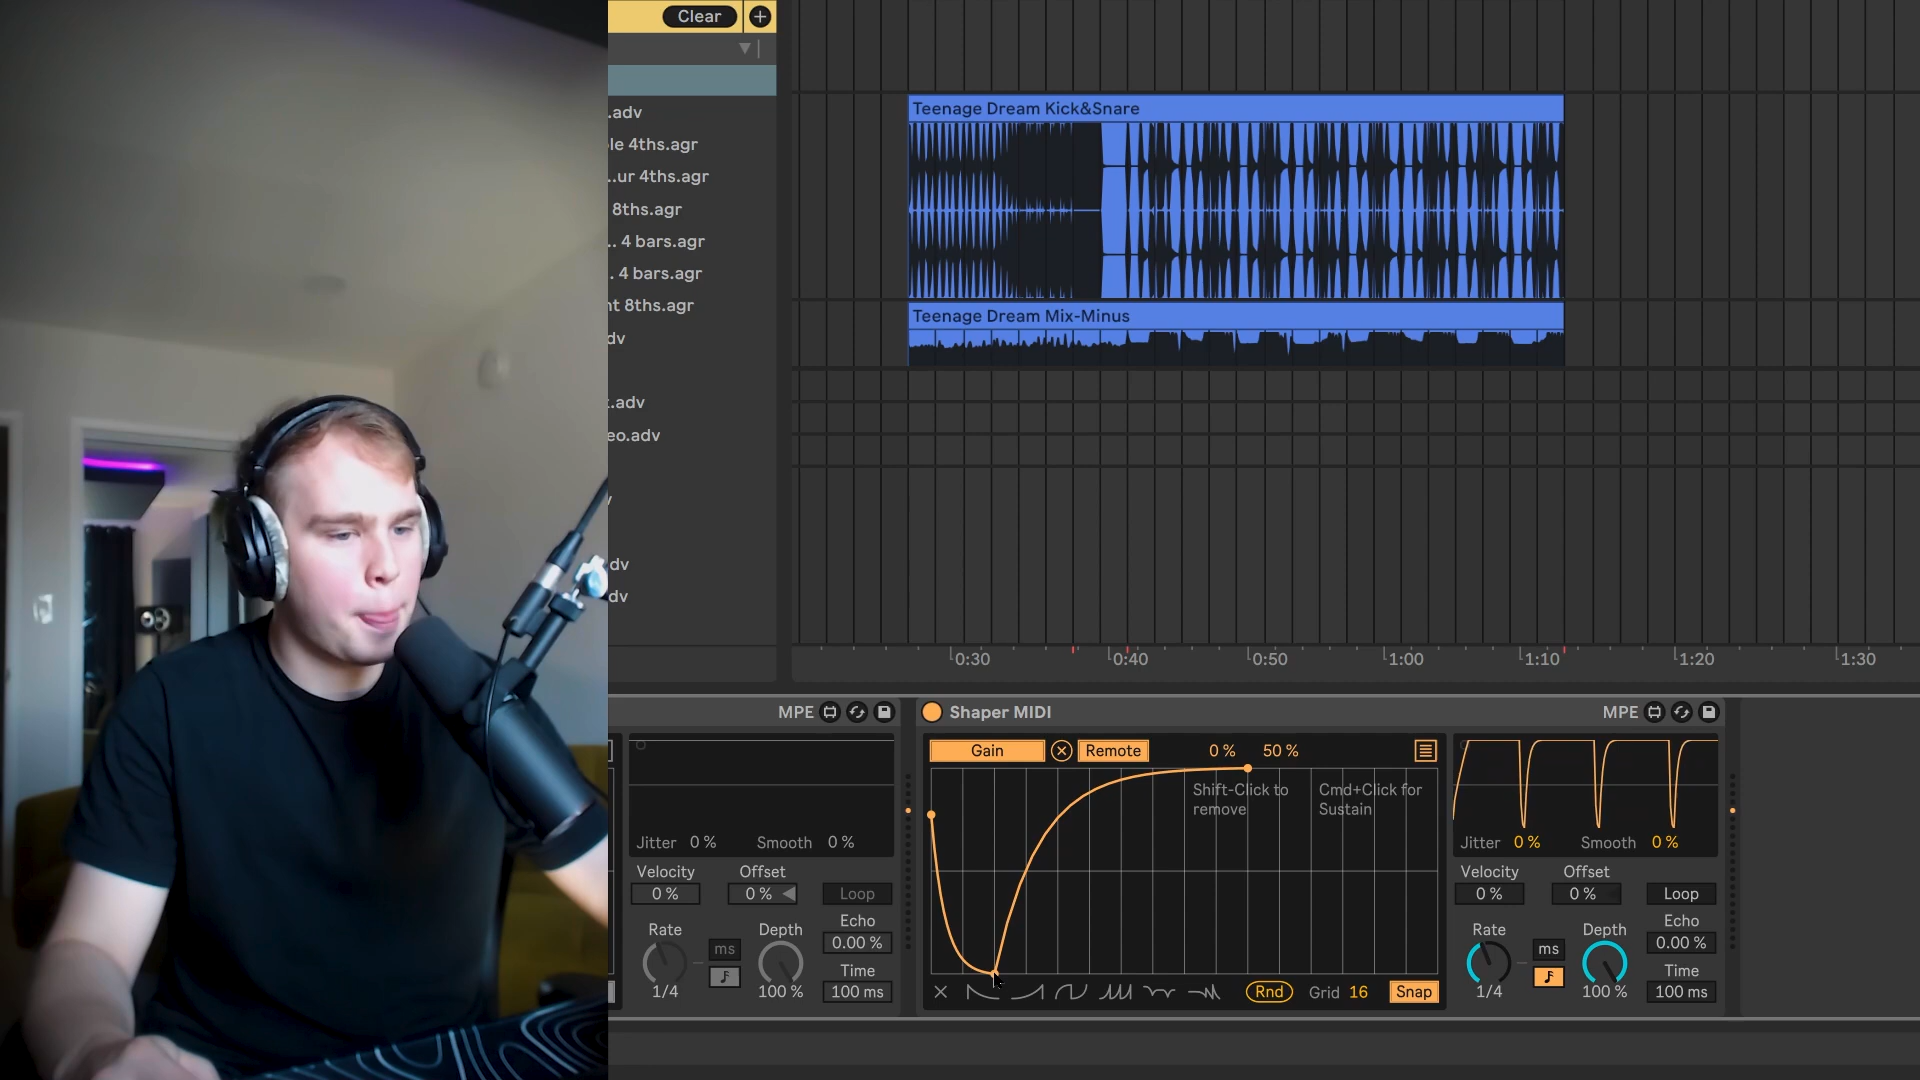 Clear
.adv
le 4ths.agr
..ur 4ths.agr
8ths.agr
.. 4 bars.agr
. 4 bars.agr
nt 8ths.agr
dv
.adv
eo.adv
dv
dv
Teenage Dream Kick&Snare
Teenage Dream Mix-Minus
0:30
0:40
0:50
1:00
1:10
1:20
1:30
MPE
Jitter 0 %
Smooth 0 %
Velocity
0 %
Offset
0 %
Loop
Rate
1/4
ms
Depth
100 %
Echo
0.00 %
Time
100 ms
Shaper MIDI
MPE
Gain
Remote
0 %
50 %
Shift-Click to
remove
Cmd+Click for
Sustain
Rnd
Grid 16
Snap
Jitter 0 %
Smooth 0 %
Velocity
0 %
Offset
0 %
Loop
Rate
1/4
ms
Depth
100 %
Echo
0.00 %
Time
100 ms